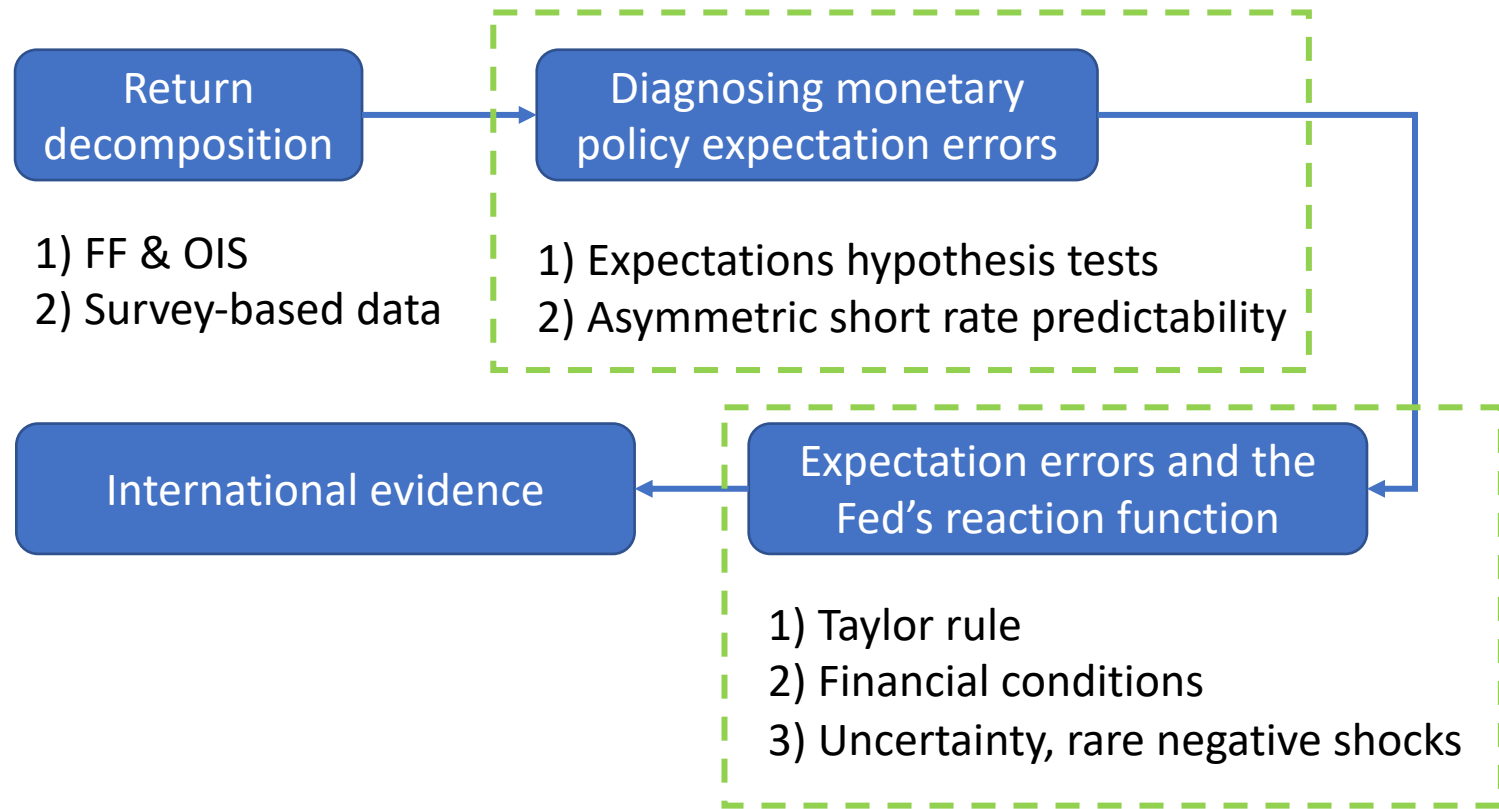 Return
decomposition
Diagnosing monetary
policy expectation errors
1) FF & OIS
2) Survey-based data
1) Expectations hypothesis tests
2) Asymmetric short rate predictability
International evidence
Expectation errors and the
Fed's reaction function
1) Taylor rule
2) Financial conditions
3) Uncertainty, rare negative shocks